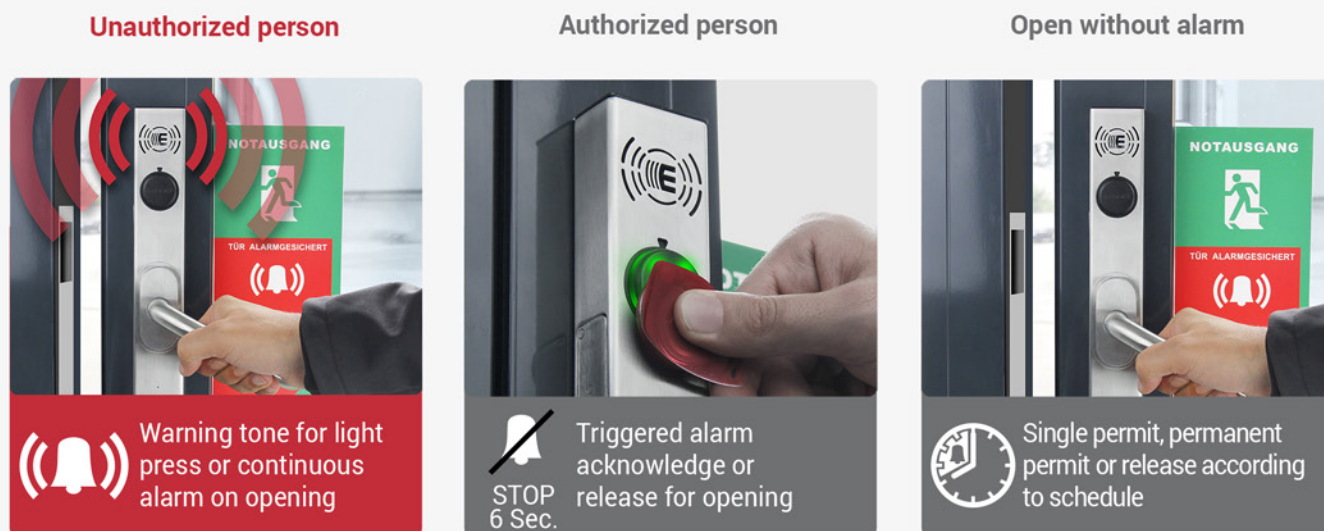 Unauthorized person
Authorized person
Open without alarm
NOTAUSGANG
TÜR ALARMGESICHERT
E
Warning tone for light
press or continuous
alarm on opening
E
STOP
6 Sec.
Triggered alarm
acknowledge or
release for opening
E
NOTAUSGANG
TÜR ALARMGESICHERT
Single permit, permanent
permit or release according
to schedule